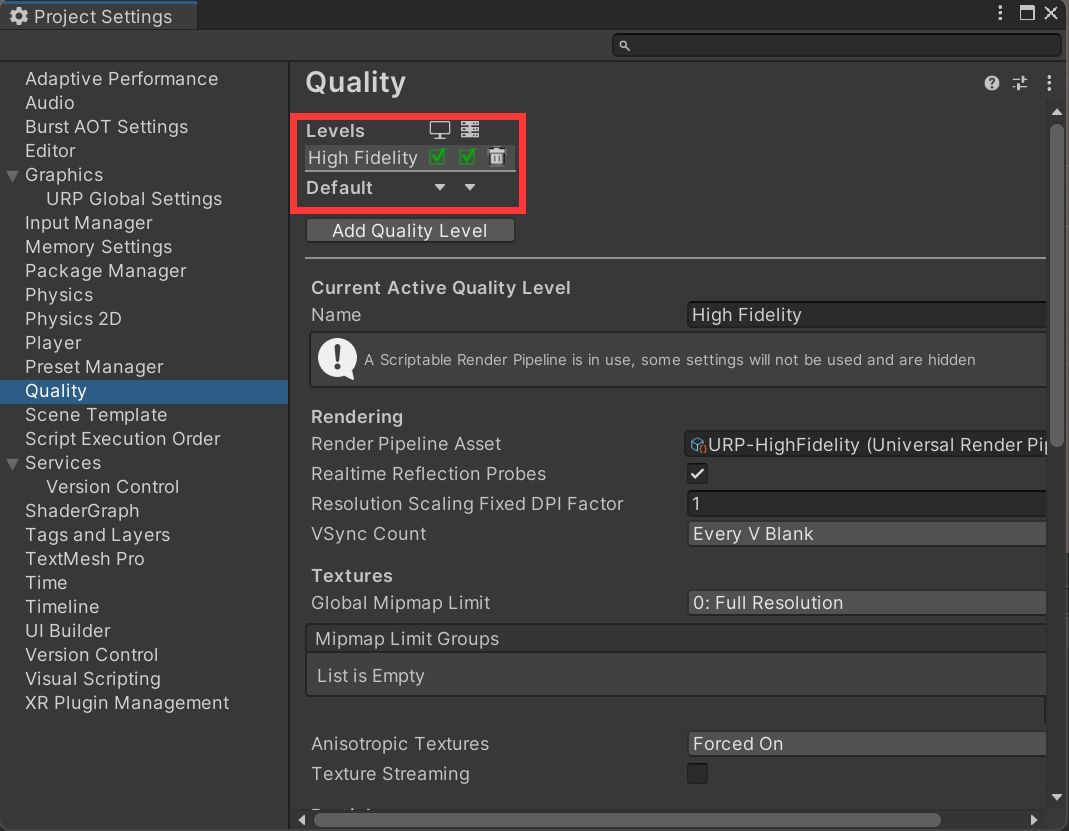 Project Settings
Adaptive Performance
Audio
Burst AOT Settings
Editor
Graphics
URP Global Settings
Input Manager
Memory Settings
Package Manager
Physics
Physics 2D
Player
Preset Manager
Quality
Scene Template
Script Execution Order
Services
Version Control
ShaderGraph
Tags and Layers
TextMesh Pro
Time
Timeline
UI Builder
Version Control
Visual Scripting
XR Plugin Management
Quality
Levels
High Fidelity
Default
Add Quality Level
Current Active Quality Level
Name High Fidelity
A Scriptable Render Pipeline is in use, some settings will not be used and are hidden
Rendering
Render Pipeline Asset URP-HighFidelity (Universal Render Pip
Realtime Reflection Probes
Resolution Scaling Fixed DPI Factor 1
VSync Count Every V Blank
Textures
Global Mipmap Limit 0: Full Resolution
Mipmap Limit Groups
List is Empty
Anisotropic Textures Forced On
Texture Streaming